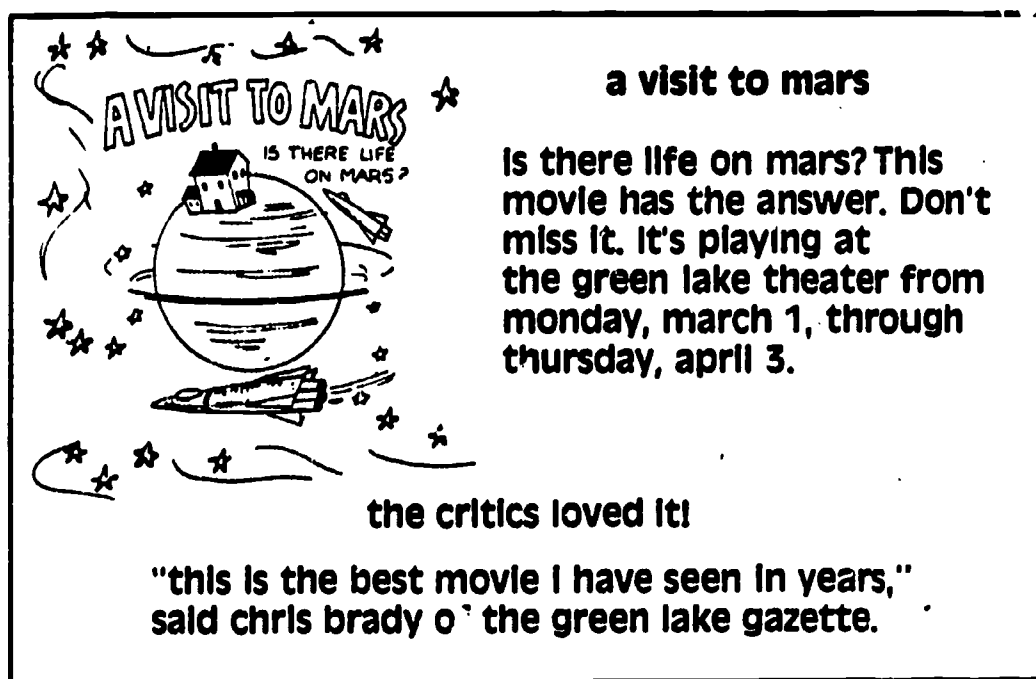 A VISIT TO MARS
IS THERE LIFE
ON MARS?
a visit to mars
is there life on mars? This
movie has the answer. Don't
miss it. It's playing at
the green lake theater from
monday, march 1, through
thursday, april 3.
the critics loved it!
"this is the best movie i have seen in years,"
said chris brady o the green lake gazette.